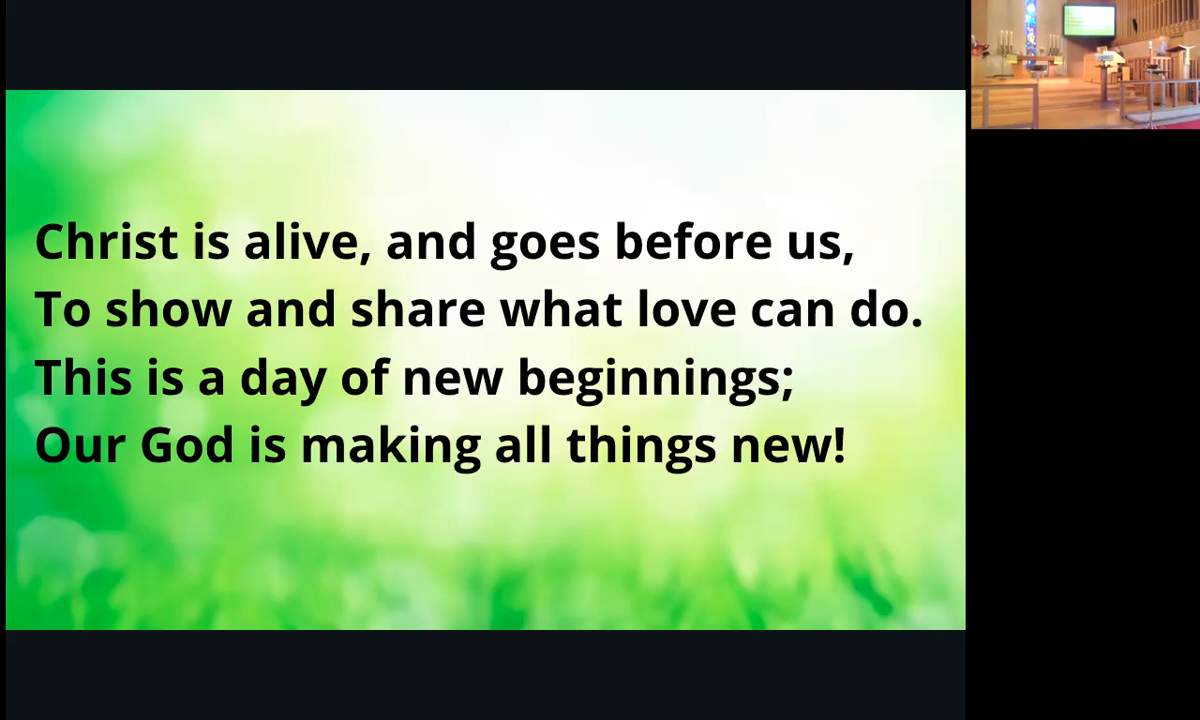 Christ is alive, and goes before us,
To show and share what love can do.
This is a day of new beginnings;
Our God is making all things new!